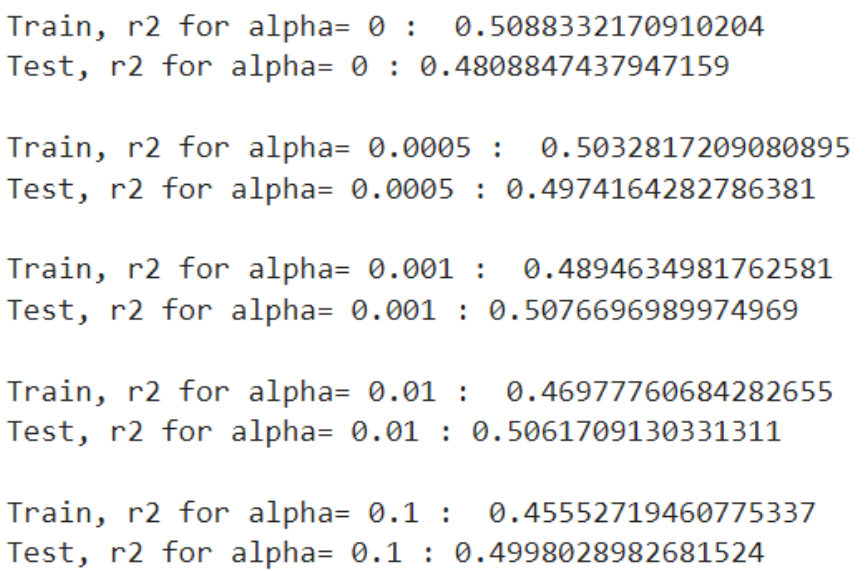 Train, r2 for alpha= 0 :  0.5088332170910204
Test, r2 for alpha= 0 : 0.4808847437947159
Train, r2 for alpha= 0.0005 :  0.5032817209080895
Test, r2 for alpha= 0.0005 : 0.4974164282786381
Train, r2 for alpha= 0.001 :  0.4894634981762581
Test, r2 for alpha= 0.001 : 0.5076696989974969
Train, r2 for alpha= 0.01 :  0.46977760684282655
Test, r2 for alpha= 0.01 : 0.5061709130331311
Train, r2 for alpha= 0.1 :  0.45552719460775337
Test, r2 for alpha= 0.1 : 0.4998028982681524